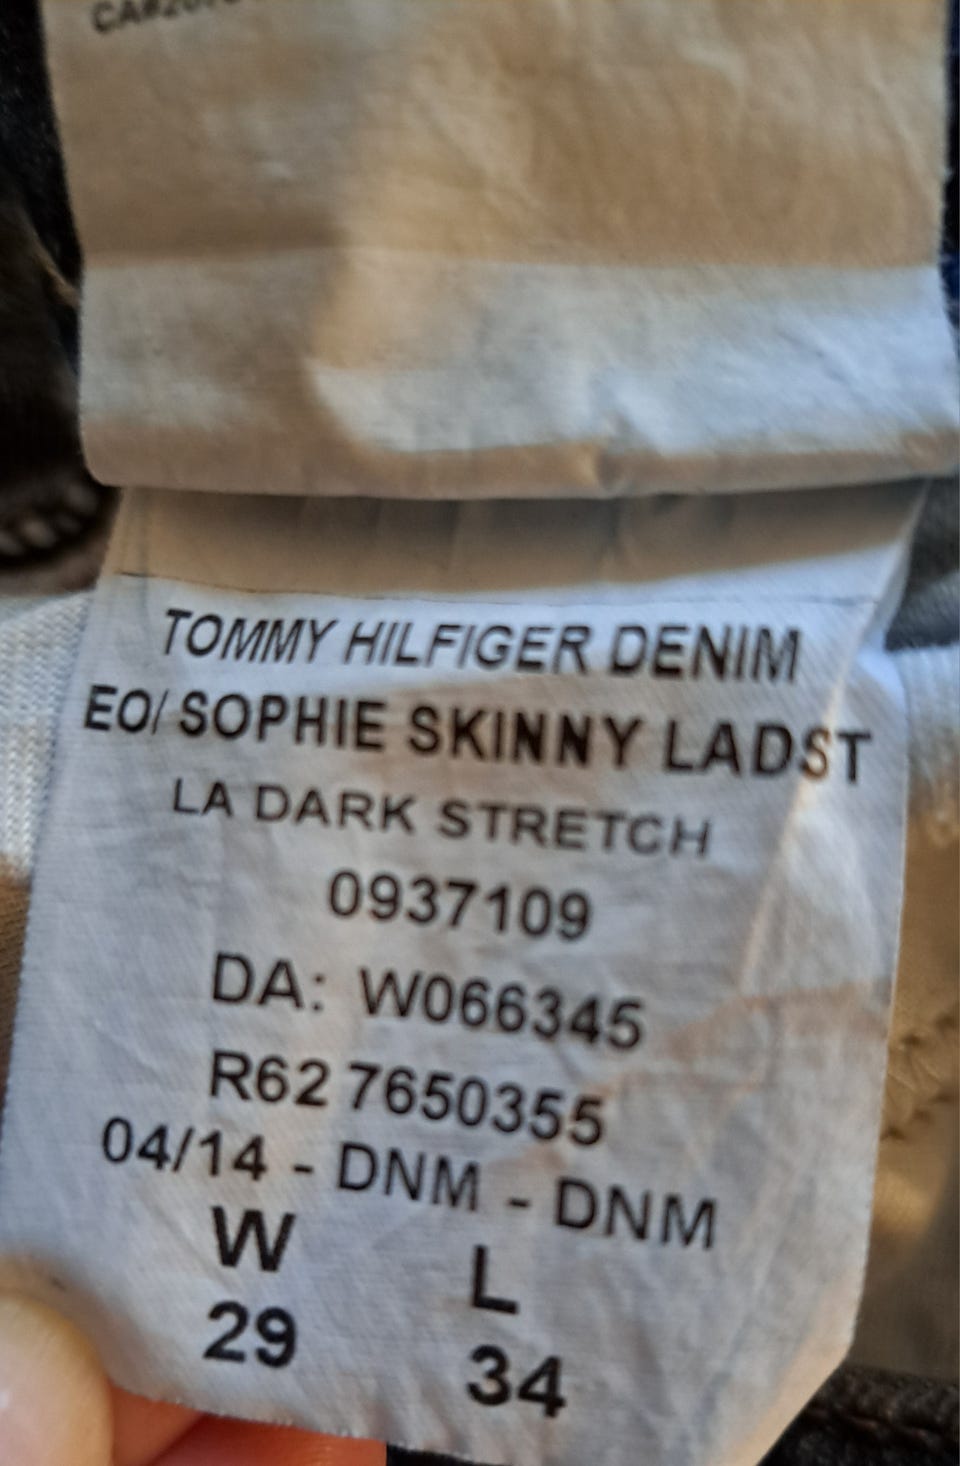 TOMMY HILFIGER DENIM
EO/ SOPHIE SKINNY LADST
LA DARK STRETCH
0937109
DA: W066345
R62 7650355
04/14 - DNM - DNM
W L
29 34